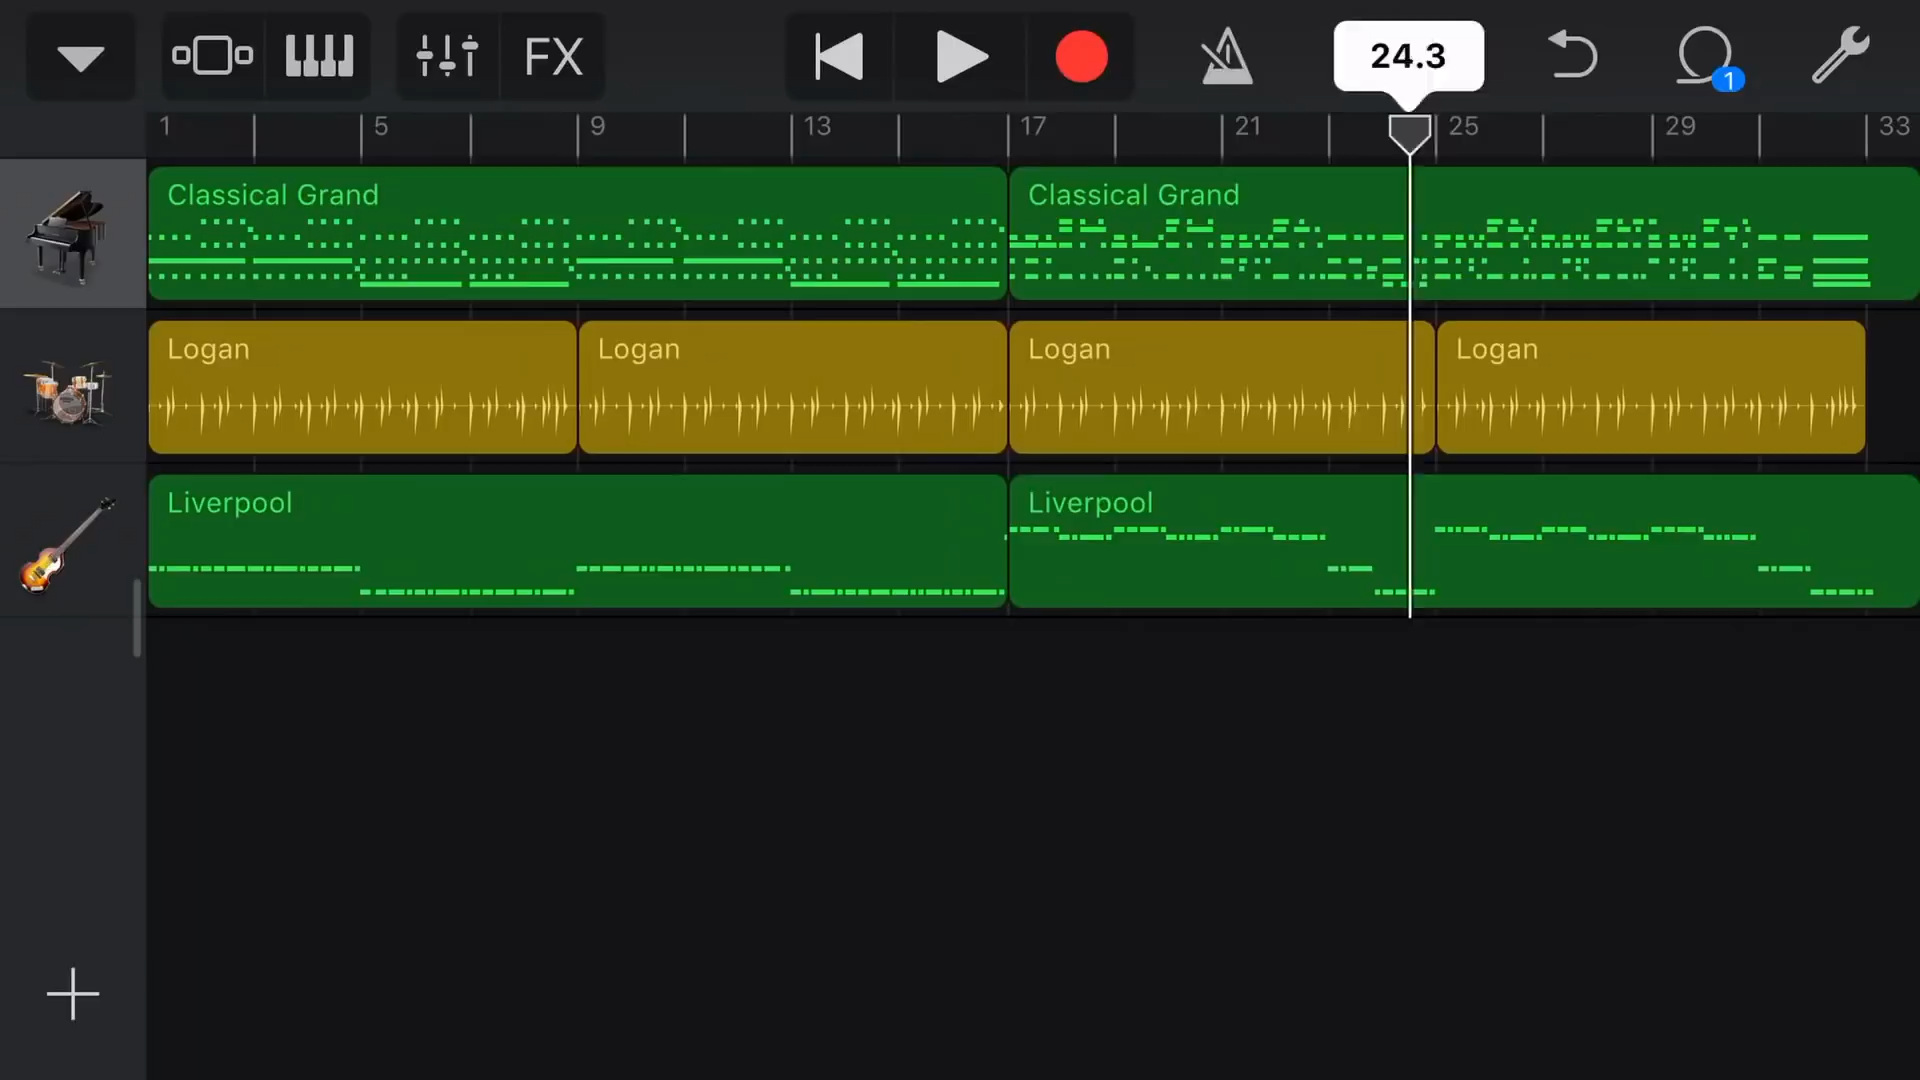 FX
24.3
1
1 5 9 13 17 21 25 29 33
Classical Grand Classical Grand
Logan Logan Logan Logan
Liverpool Liverpool